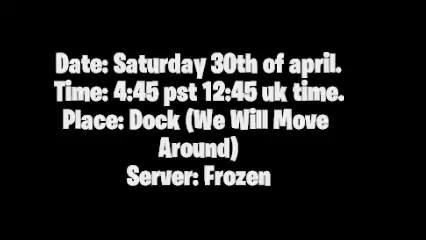 Date: Saturday 30th of april.
Time: 4:45 pst 12:45 uk time.
Place: Dock (We Will Move
Around)
Server: Frozen